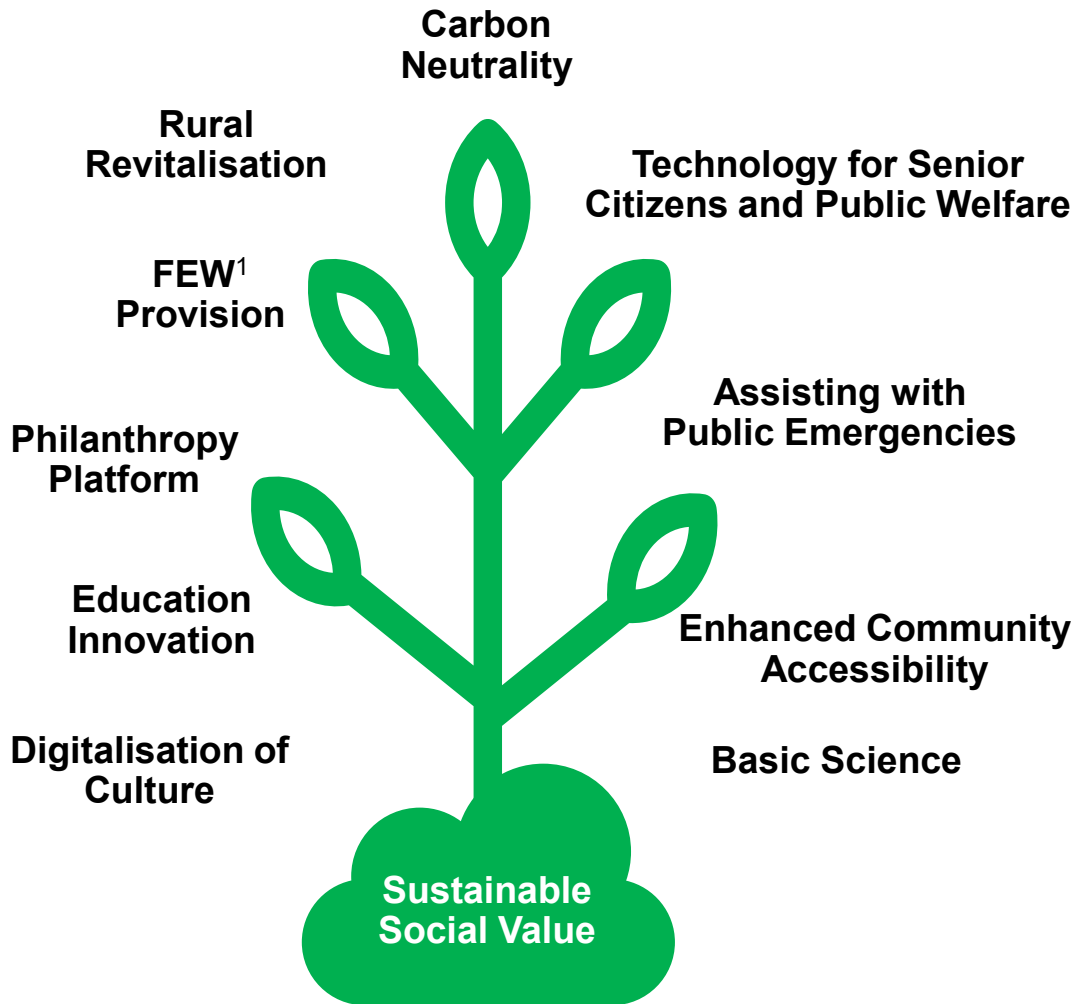 Carbon
Neutrality
Rural
Revitalisation
Technology for Senior
Citizens and Public Welfare
FEW¹
Provision
Assisting with
Public Emergencies
Philanthropy
Platform
Education
Innovation
Enhanced Community
Accessibility
Digitalisation of
Culture
Basic Science
Sustainable
Social Value